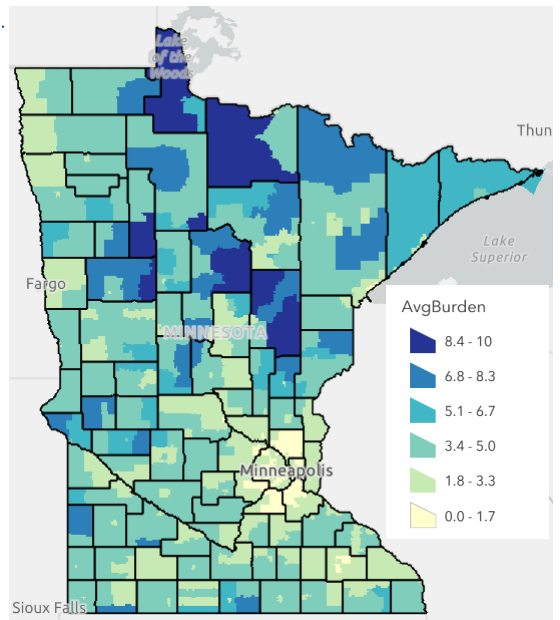 Lake
of the
Woods
Thun
Lake
Superior
Fargo
MINNESOTA
Minneapolis
Sioux Falls
AvgBurden
8.4 - 10
6.8 - 8.3
5.1 - 6.7
3.4 - 5.0
1.8 - 3.3
0.0 - 1.7